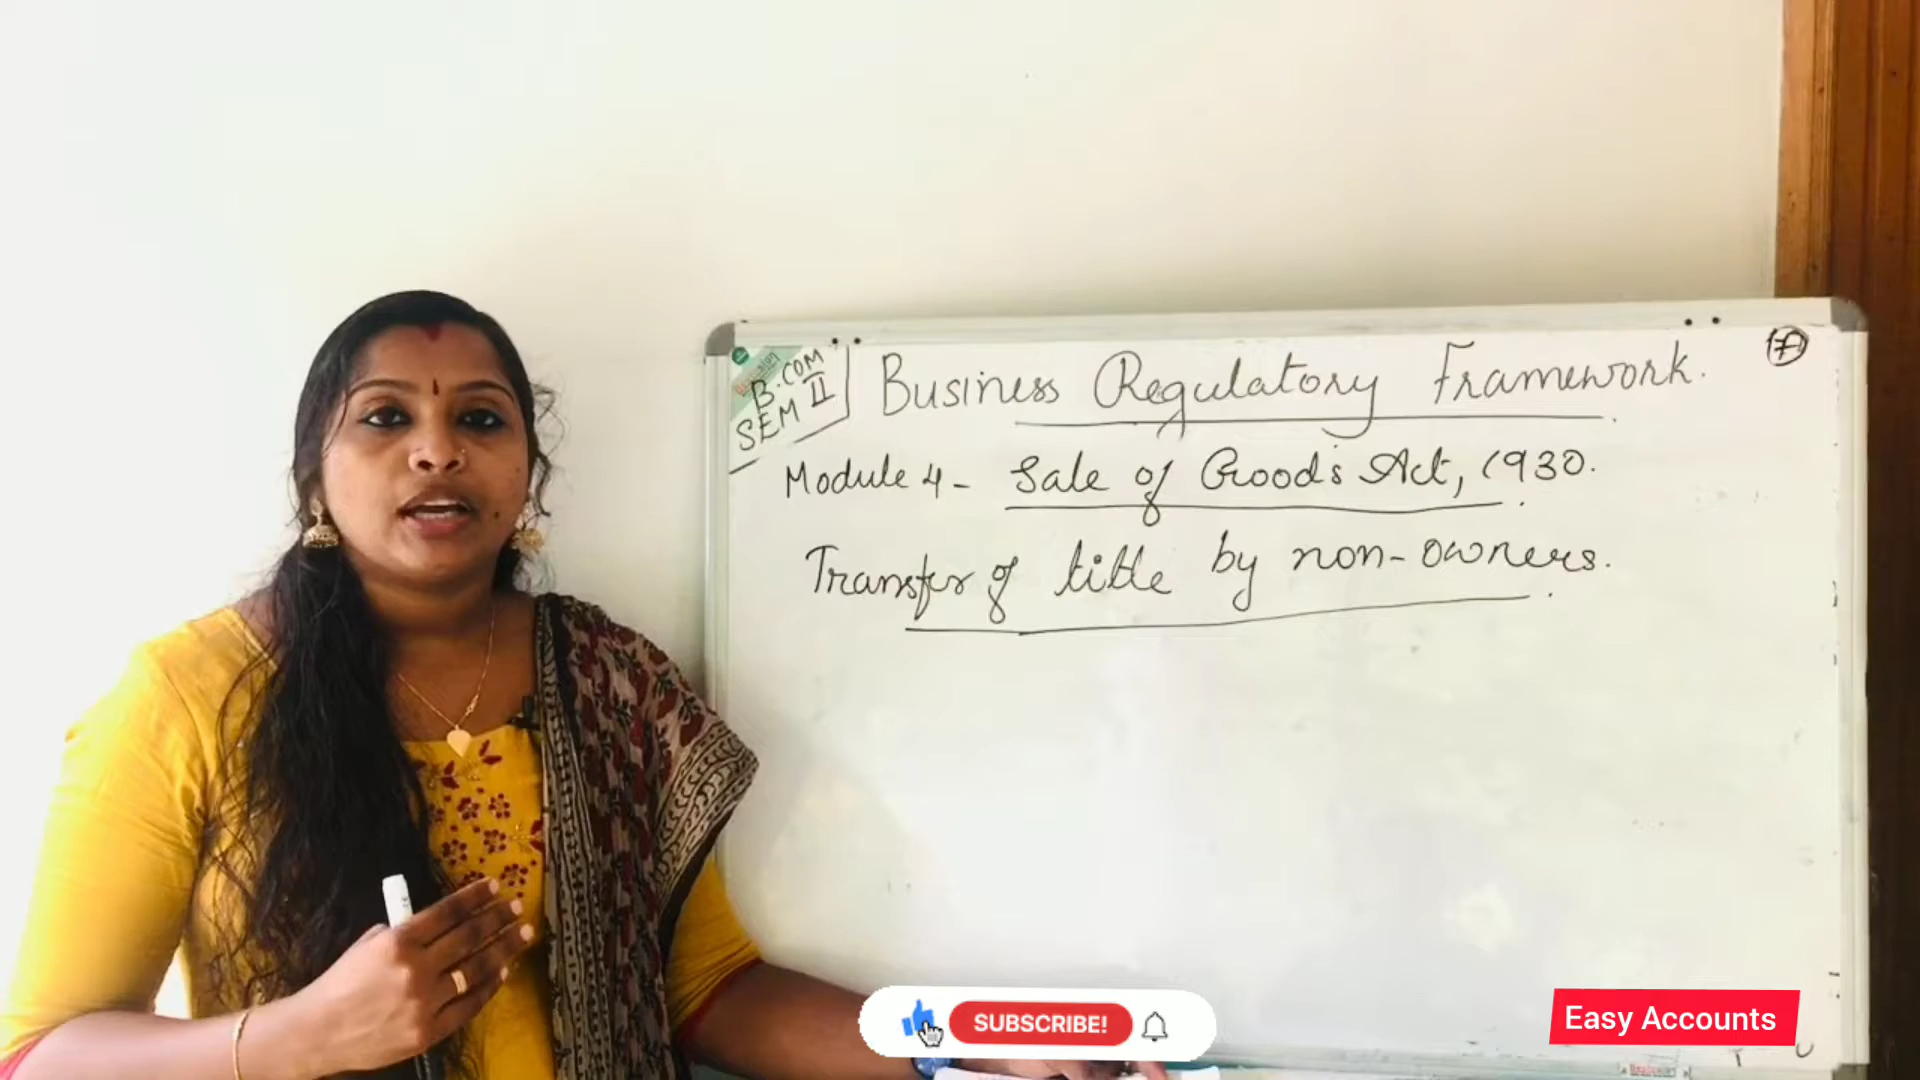 B.COM
SEM II
Business Regulatory Framework.
7
Module 4 - Sale of Goods Act, 1930.
Transfer of title by non-owners.
SUBSCRIBE!
Easy Accounts